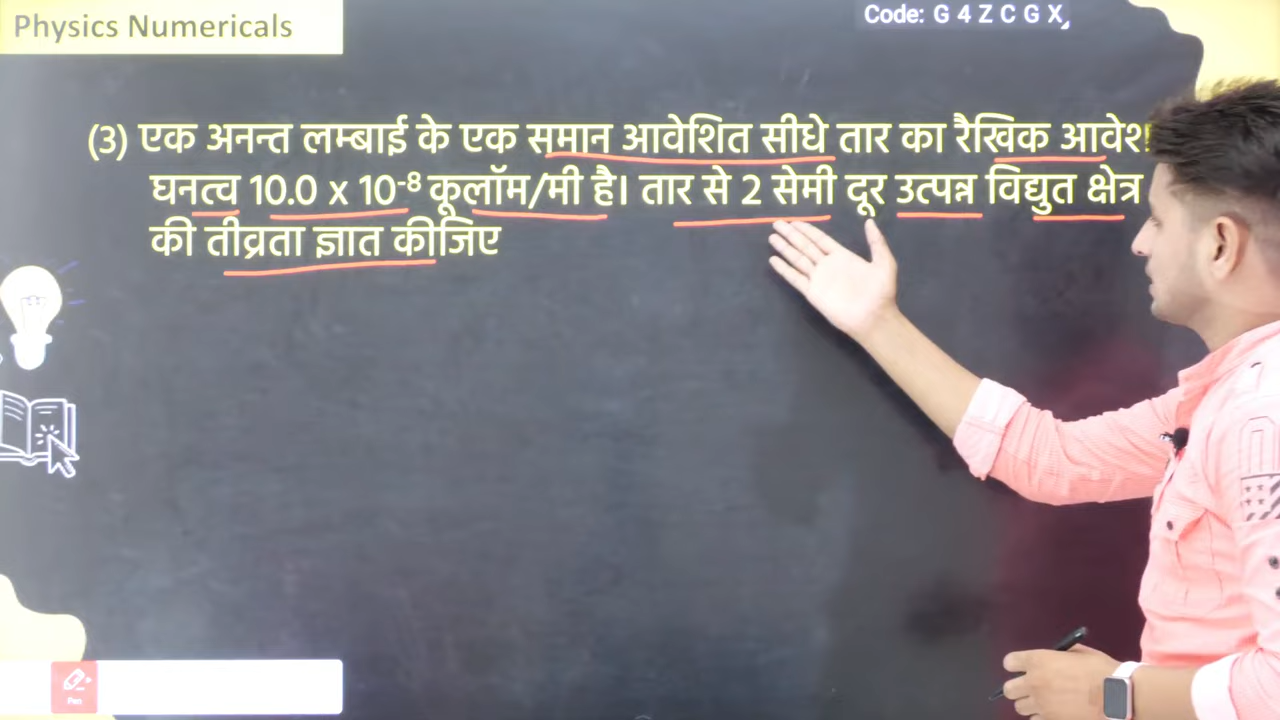 Physics Numericals
Code: G 4 Z C G X
(3) एक अनन्त लम्बाई के एक समान आवेशित सीधे तार का रैखिक
घनत्व 10.0 x 10⁻⁸ कूलॉम/मी है। तार से 2 सेमी दूर उत्पन्न विद्युत क्षेत्र
की तीव्रता ज्ञात कीजिए
Pen